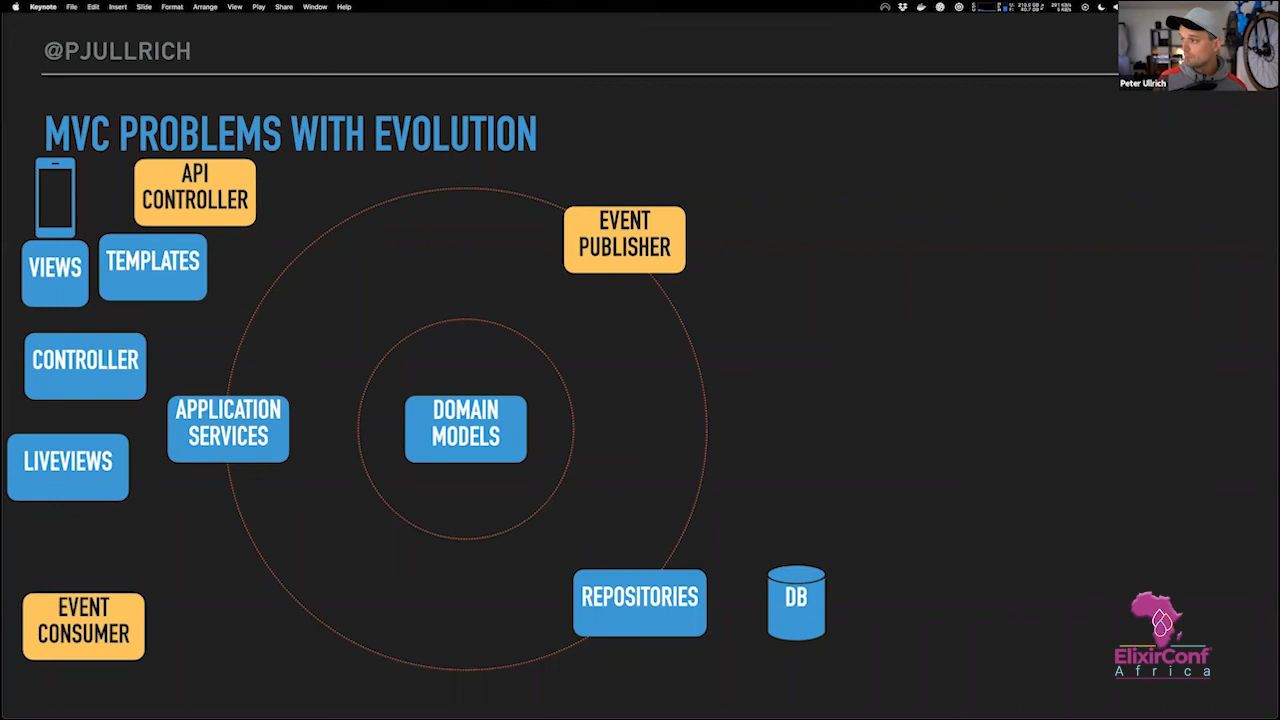 Keynote File Edit Insert Slide Format Arrange View Play Share Window Help
@PJULLRICH
Peter Ullrich
MVC PROBLEMS WITH EVOLUTION
API
CONTROLLER
EVENT
PUBLISHER
VIEWS
TEMPLATES
CONTROLLER
APPLICATION
SERVICES
DOMAIN
MODELS
LIVEVIEWS
REPOSITORIES
DB
EVENT
CONSUMER
ElixirConf
Africa